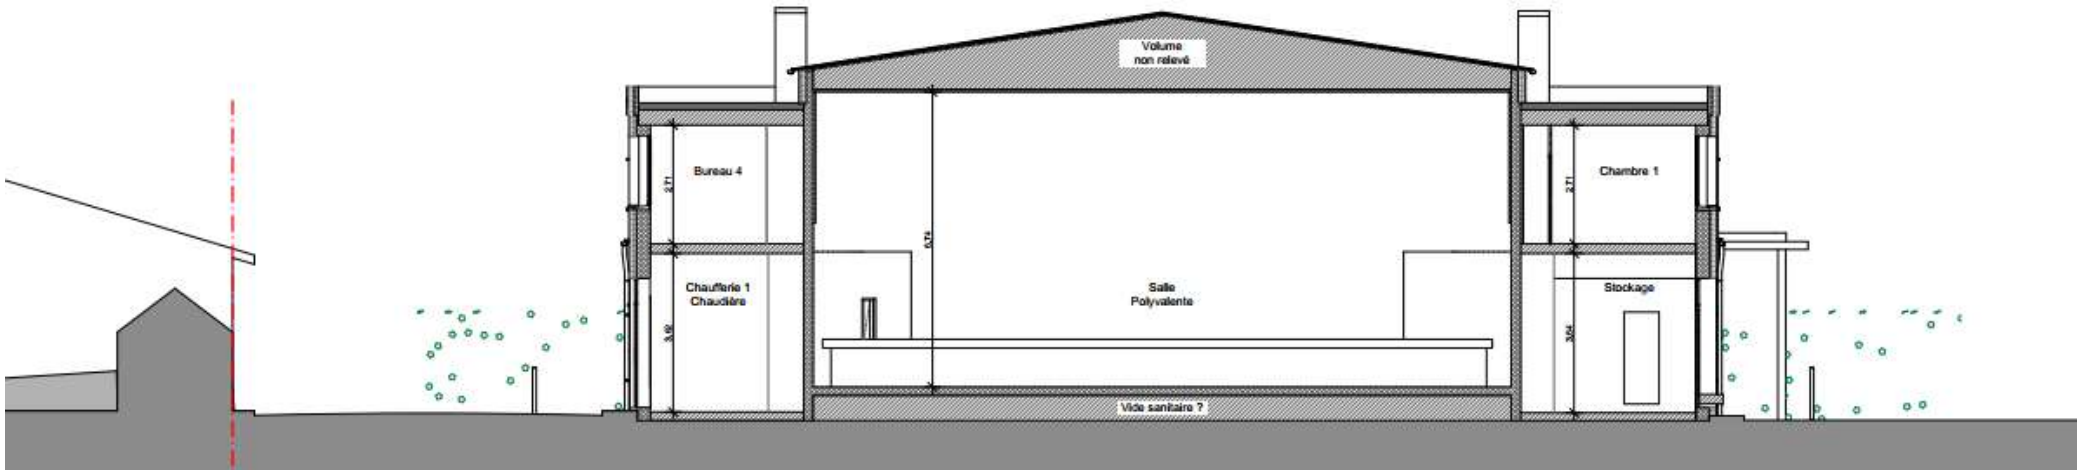 Volume
non relevé
Bureau 4
2,71
Chambre 1
2,71
6,74
Chaufferie 1
Chaudière
3,62
Salle
Polyvalente
Stockage
3,64
Vide sanitaire ?